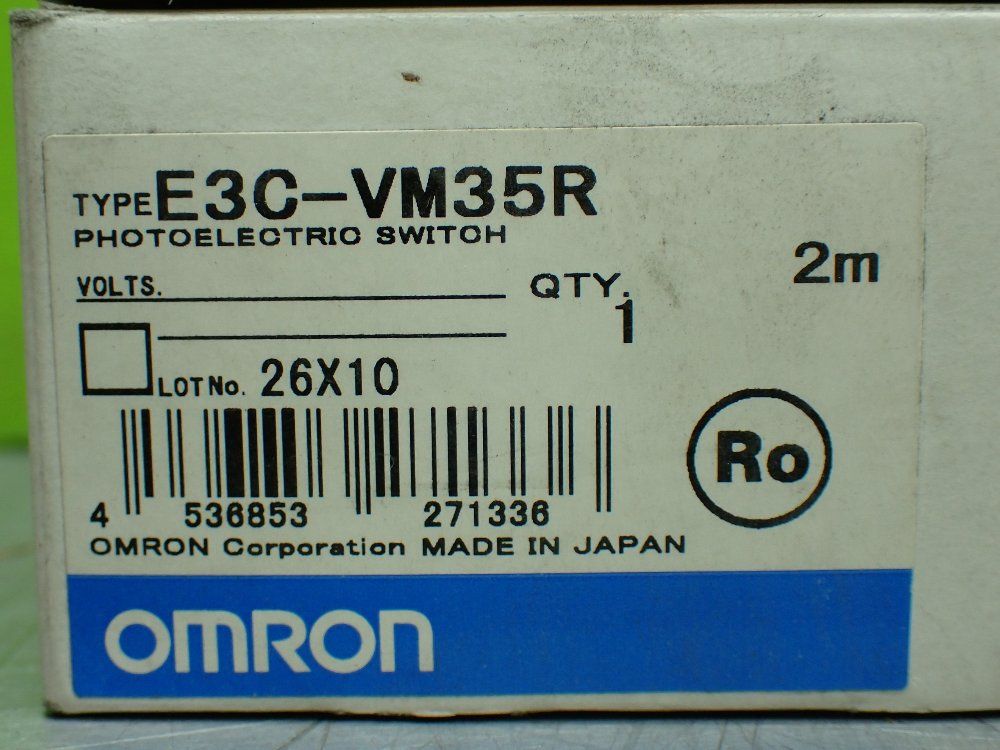 TYPE E3C-VM35R
PHOTOELECTRIC SWITCH
VOLTS. QTY. 2m
1
LOT No. 26X10
Ro
4 536853 271336
OMRON Corporation MADE IN JAPAN
OMRON